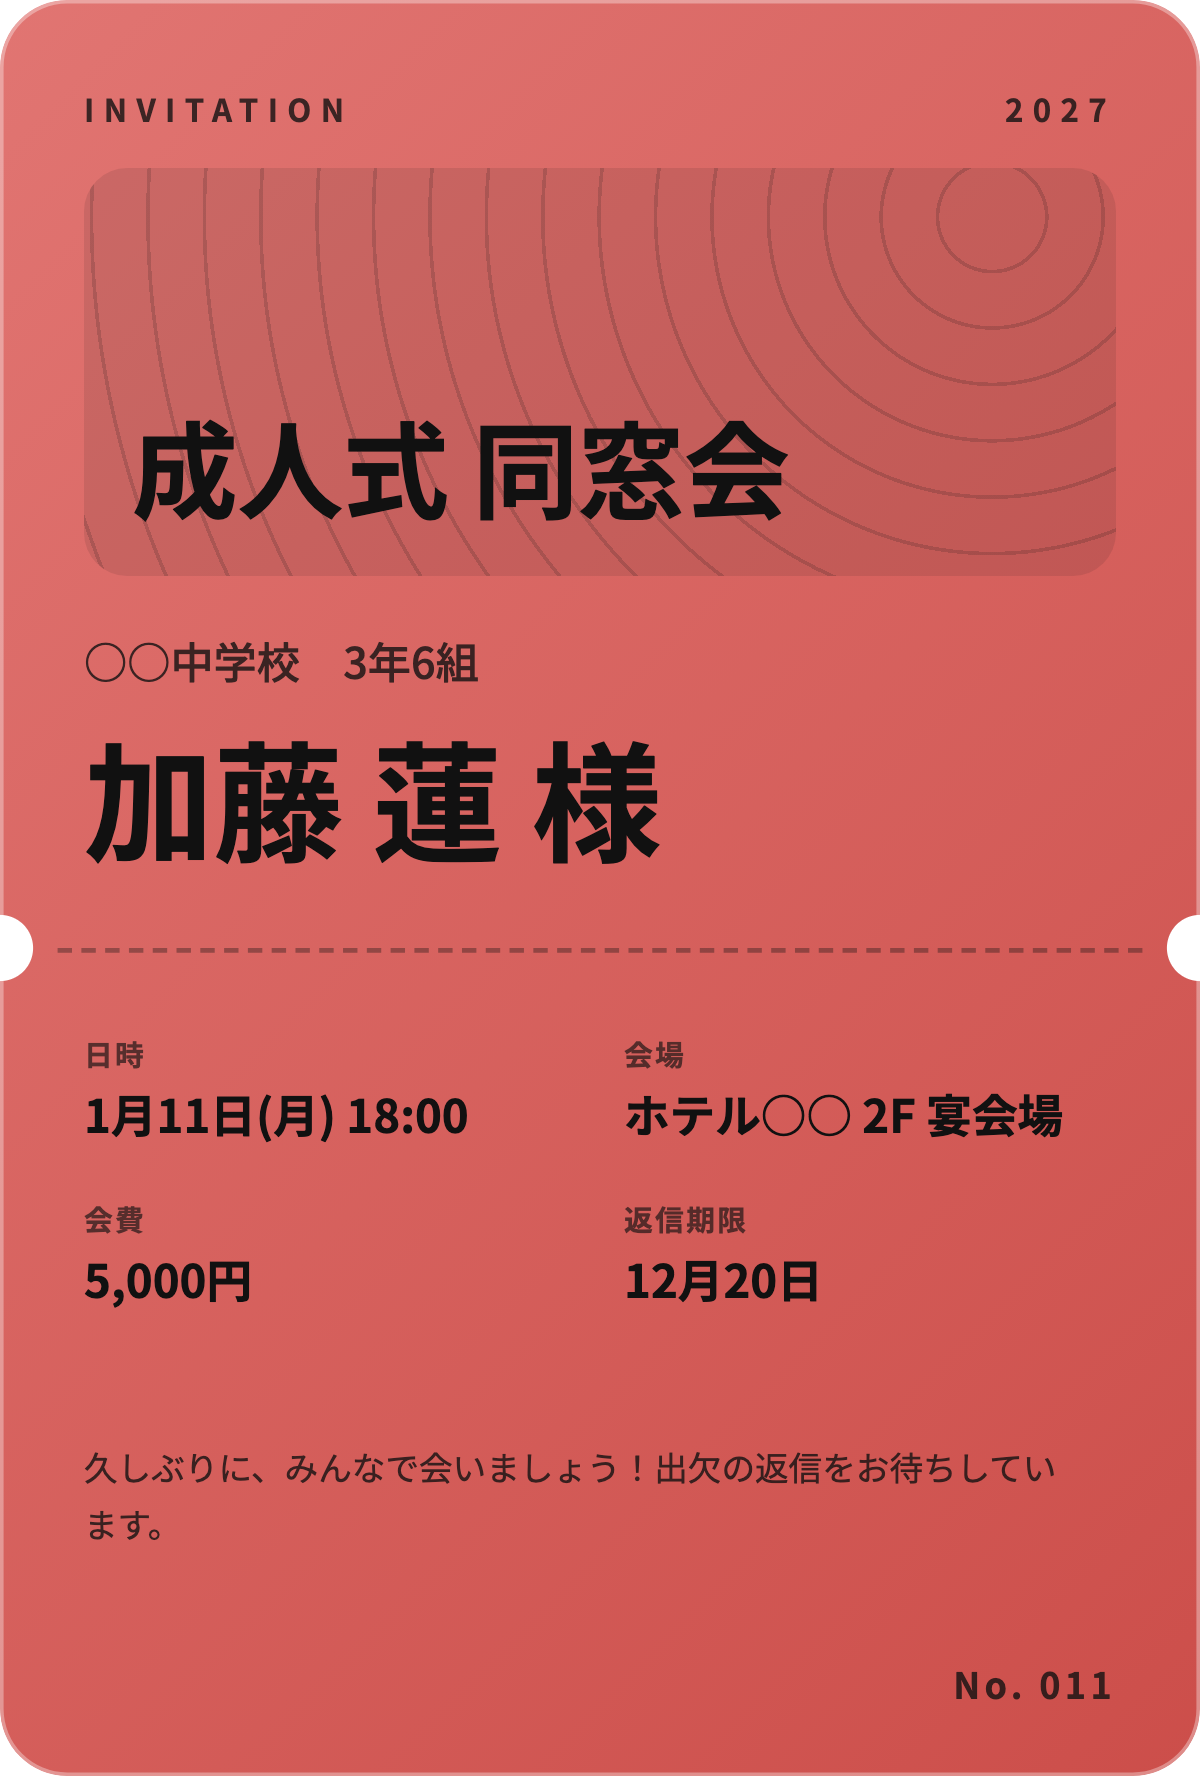 INVITATION 2027
成人式 同窓会
○○中学校　3年6組
加藤 蓮 様
日時 会場
1月11日(月) 18:00 ホテル○○ 2F 宴会場
会費 返信期限
5,000円 12月20日
久しぶりに、みんなで会いましょう！出欠の返信をお待ちしてい
ます。
No. 011